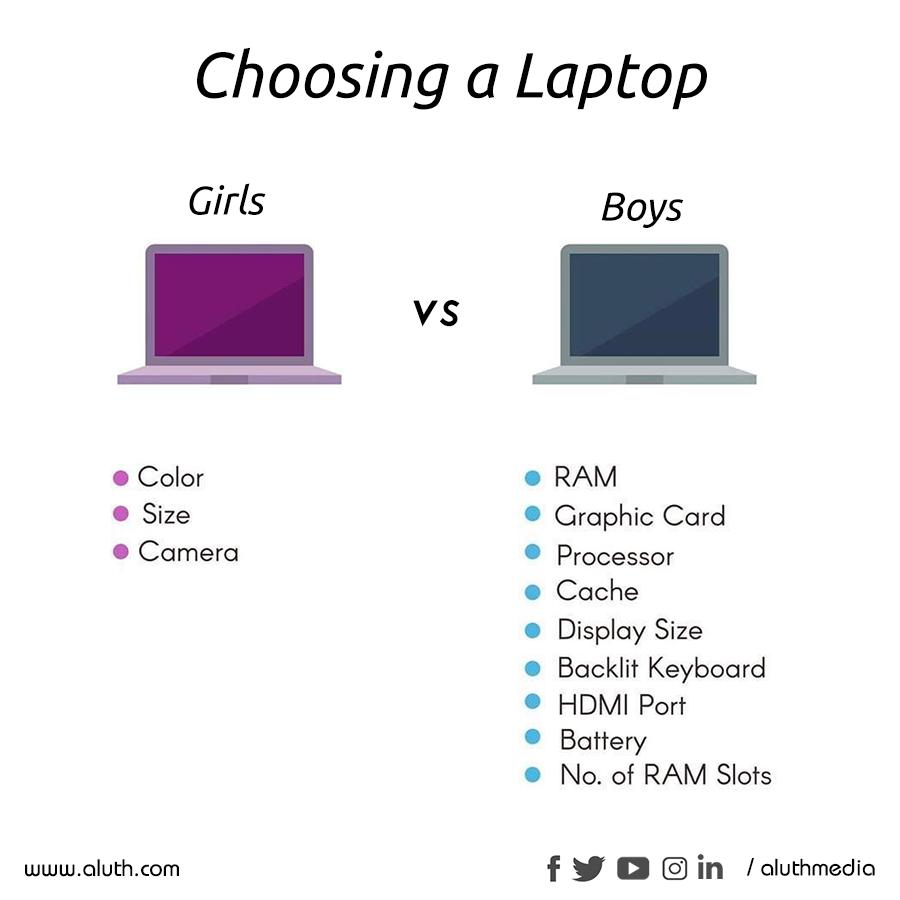 Choosing a Laptop
Girls
Boys
vs
Color
Size
Camera
RAM
Graphic Card
Processor
Cache
Display Size
Backlit Keyboard
HDMI Port
Battery
No. of RAM Slots
www.aluth.com
/ aluthmedia